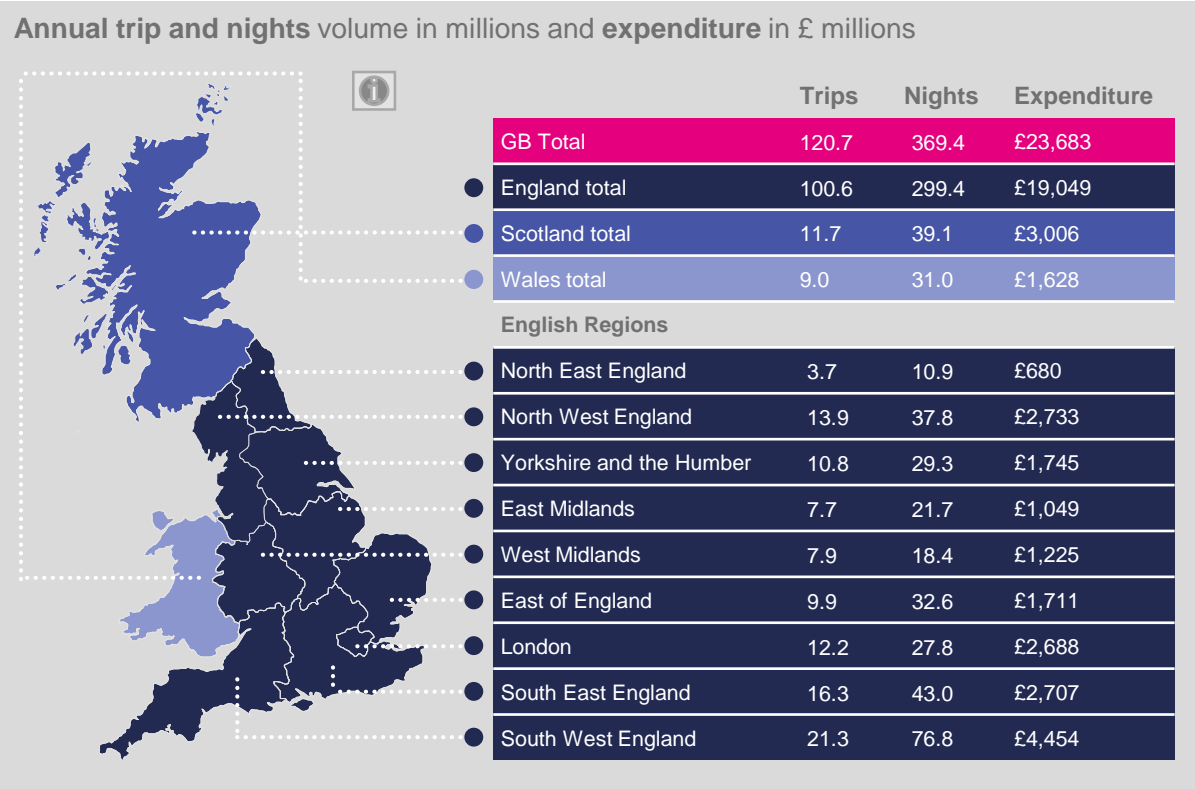 Annual trip and nights volume in millions and expenditure in £ millions
Trips Nights Expenditure
GB Total 120.7 369.4 £23,683
England total 100.6 299.4 £19,049
Scotland total 11.7 39.1 £3,006
Wales total 9.0 31.0 £1,628
English Regions
North East England 3.7 10.9 £680
North West England 13.9 37.8 £2,733
Yorkshire and the Humber 10.8 29.3 £1,745
East Midlands 7.7 21.7 £1,049
West Midlands 7.9 18.4 £1,225
East of England 9.9 32.6 £1,711
London 12.2 27.8 £2,688
South East England 16.3 43.0 £2,707
South West England 21.3 76.8 £4,454